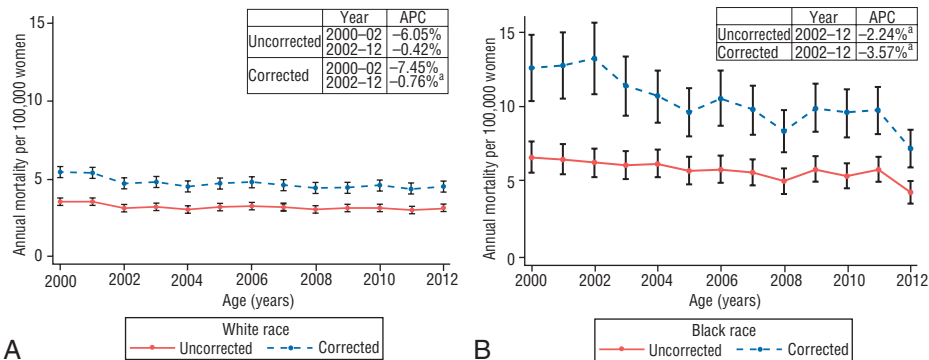 Year APC
Uncorrected 2000–02 –6.05%
2002–12 –0.42%
Corrected 2000–02 –7.45%
2002–12 –0.76%a
Annual mortality per 100,000 women
15
10
5
0
2000 2002 2004 2006 2008 2010 2012
Age (years)
White race
Uncorrected Corrected
A
Year APC
Uncorrected 2002–12 –2.24%a
Corrected 2002–12 –3.57%a
Annual mortality per 100,000 women
15
10
5
0
2000 2002 2004 2006 2008 2010 2012
Age (years)
Black race
Uncorrected Corrected
B